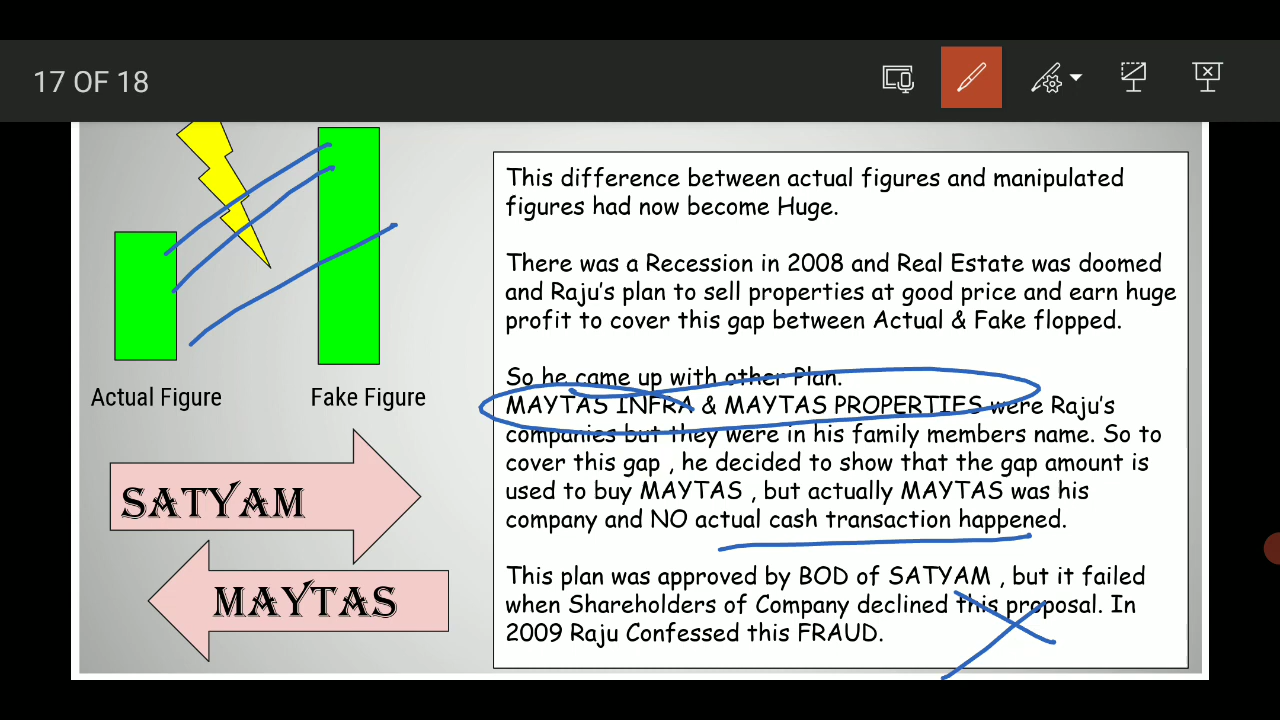 17 OF 18
Actual Figure
Fake Figure
SATYAM
MAYTAS
This difference between actual figures and manipulated
figures had now become Huge.
There was a Recession in 2008 and Real Estate was doomed
and Raju's plan to sell properties at good price and earn huge
profit to cover this gap between Actual & Fake flopped.
So he came up with other Plan.
MAYTAS INFRA & MAYTAS PROPERTIES were Raju's
companies but they were in his family members name. So to
cover this gap , he decided to show that the gap amount is
used to buy MAYTAS , but actually MAYTAS was his
company and NO actual cash transaction happened.
This plan was approved by BOD of SATYAM , but it failed
when Shareholders of Company declined this proposal. In
2009 Raju Confessed this FRAUD.